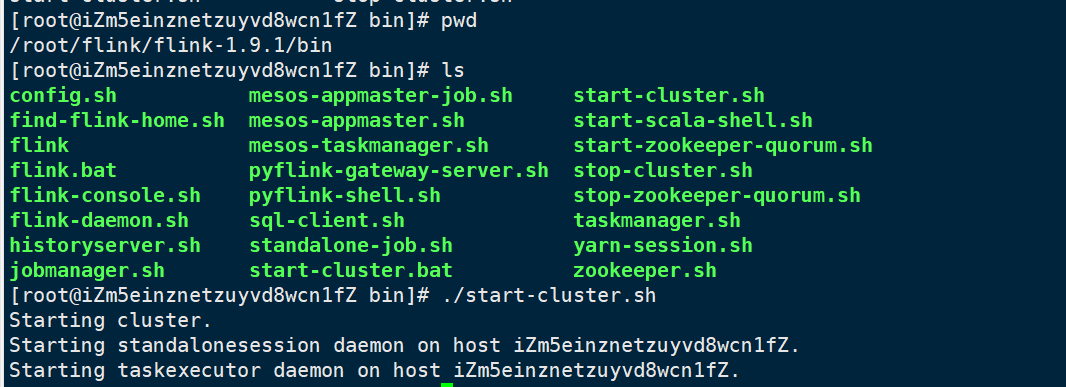 [root@iZm5einznetzuyvd8wcn1fZ bin]# pwd
/root/flink/flink-1.9.1/bin
[root@iZm5einznetzuyvd8wcn1fZ bin]# ls
config.sh mesos-appmaster-job.sh start-cluster.sh
find-flink-home.sh mesos-appmaster.sh start-scala-shell.sh
flink mesos-taskmanager.sh start-zookeeper-quorum.sh
flink.bat pyflink-gateway-server.sh stop-cluster.sh
flink-console.sh pyflink-shell.sh stop-zookeeper-quorum.sh
flink-daemon.sh sql-client.sh taskmanager.sh
historyserver.sh standalone-job.sh yarn-session.sh
jobmanager.sh start-cluster.bat zookeeper.sh
[root@iZm5einznetzuyvd8wcn1fZ bin]# ./start-cluster.sh
Starting cluster.
Starting standalonesession daemon on host iZm5einznetzuyvd8wcn1fZ.
Starting taskexecutor daemon on host iZm5einznetzuyvd8wcn1fZ.